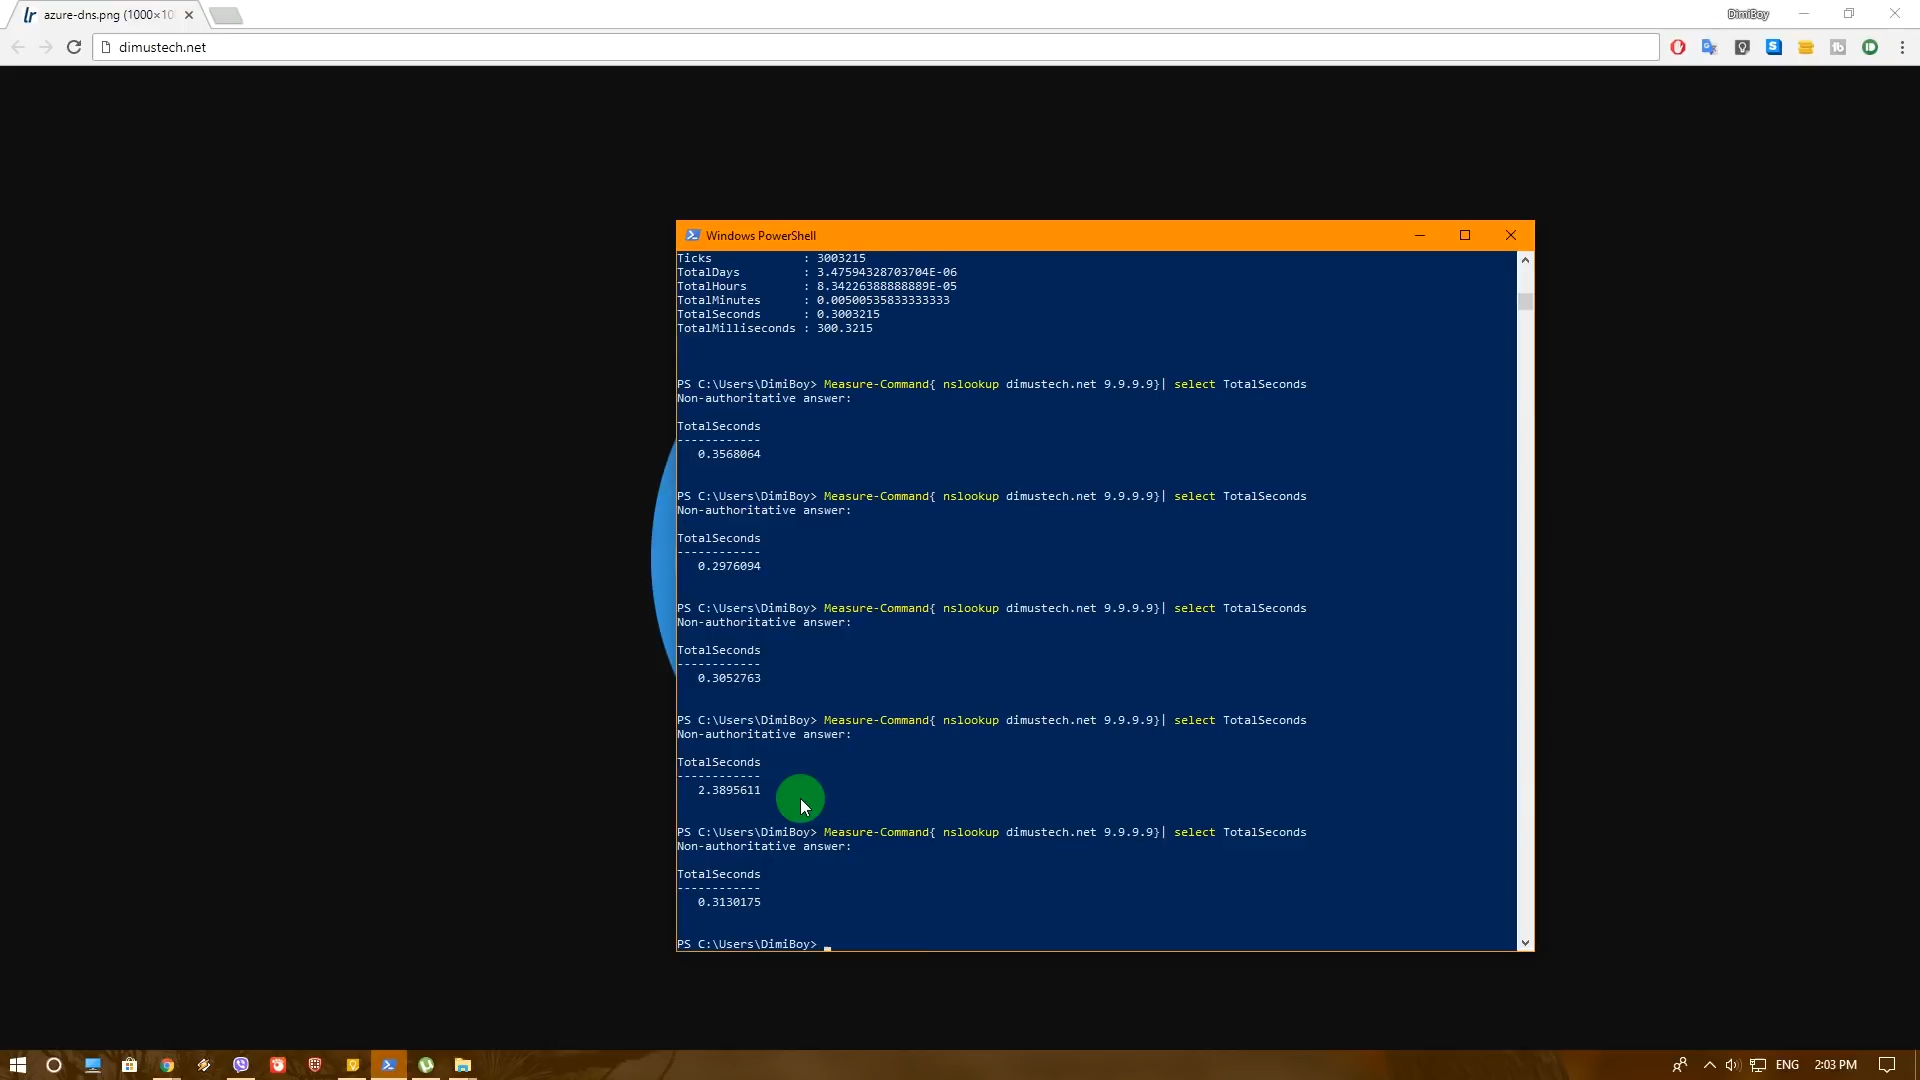 azure-dns.png (1000×10
DimiBoy
dimustech.net
Windows PowerShell
Ticks : 3003215
TotalDays : 3.47594328703704E-06
TotalHours : 8.34226388888889E-05
TotalMinutes : 0.00500535833333333
TotalSeconds : 0.3003215
TotalMilliseconds : 300.3215
PS C:\Users\DimiBoy> Measure-Command{ nslookup dimustech.net 9.9.9.9}| select TotalSeconds
Non-authoritative answer:
TotalSeconds
------------
0.3568064
PS C:\Users\DimiBoy> Measure-Command{ nslookup dimustech.net 9.9.9.9}| select TotalSeconds
Non-authoritative answer:
TotalSeconds
------------
0.2976094
PS C:\Users\DimiBoy> Measure-Command{ nslookup dimustech.net 9.9.9.9}| select TotalSeconds
Non-authoritative answer:
TotalSeconds
------------
0.3052763
PS C:\Users\DimiBoy> Measure-Command{ nslookup dimustech.net 9.9.9.9}| select TotalSeconds
Non-authoritative answer:
TotalSeconds
------------
2.3895611
PS C:\Users\DimiBoy> Measure-Command{ nslookup dimustech.net 9.9.9.9}| select TotalSeconds
Non-authoritative answer:
TotalSeconds
------------
0.3130175
PS C:\Users\DimiBoy> _
ENG 2:03 PM